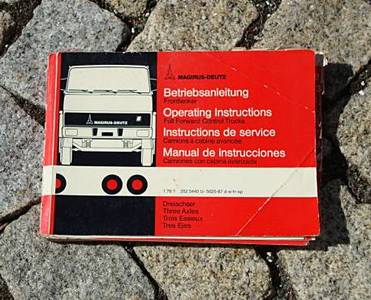 MAGIRUS-DEUTZ
Betriebsanleitung
Frontlenker
Operating Instructions
Full Forward Control Trucks
Instructions de service
Camions à cabine avancée
Manual de instrucciones
Camiones con cabina avanzada
Dreiachser
Three Axles
Trois Essieux
Tres Ejes